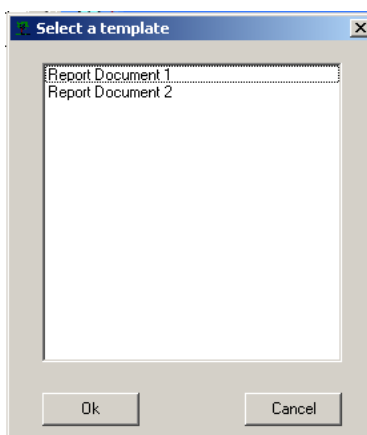 Select a template
Report Document 1
Report Document 2
Ok
Cancel